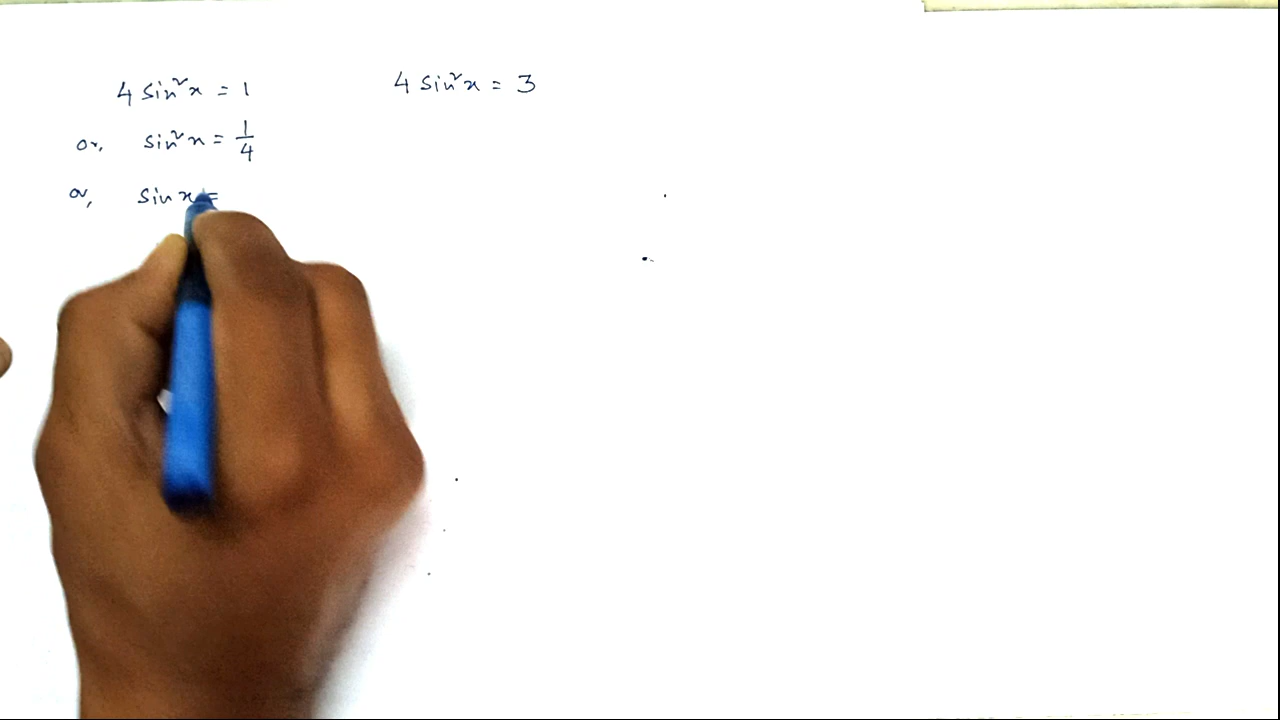 4 sin²x = 1
or, sin²x = 1/4
or, sin x =
4 sin²x = 3